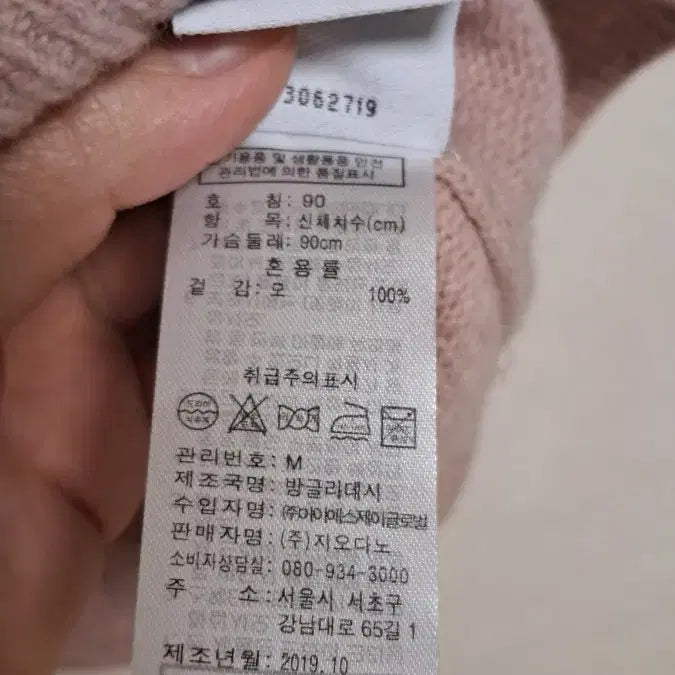 3062719
기용품 및 생활용품 안전
관리법에 의한 품질표시
호 칭: 90
항 목: 신체치수(cm)
가슴둘레: 90cm
혼용률
겉 감: 모 100%
취급주의표시
드라이
관리번호: M
제조국명: 방글라데시
수입자명: ㈜아이에스제이글로벌
판매자명: (주)지오다노
소비자상담실: 080-934-3000
주 소: 서울시 서초구
강남대로 65길 1
제조년월: 2019.10